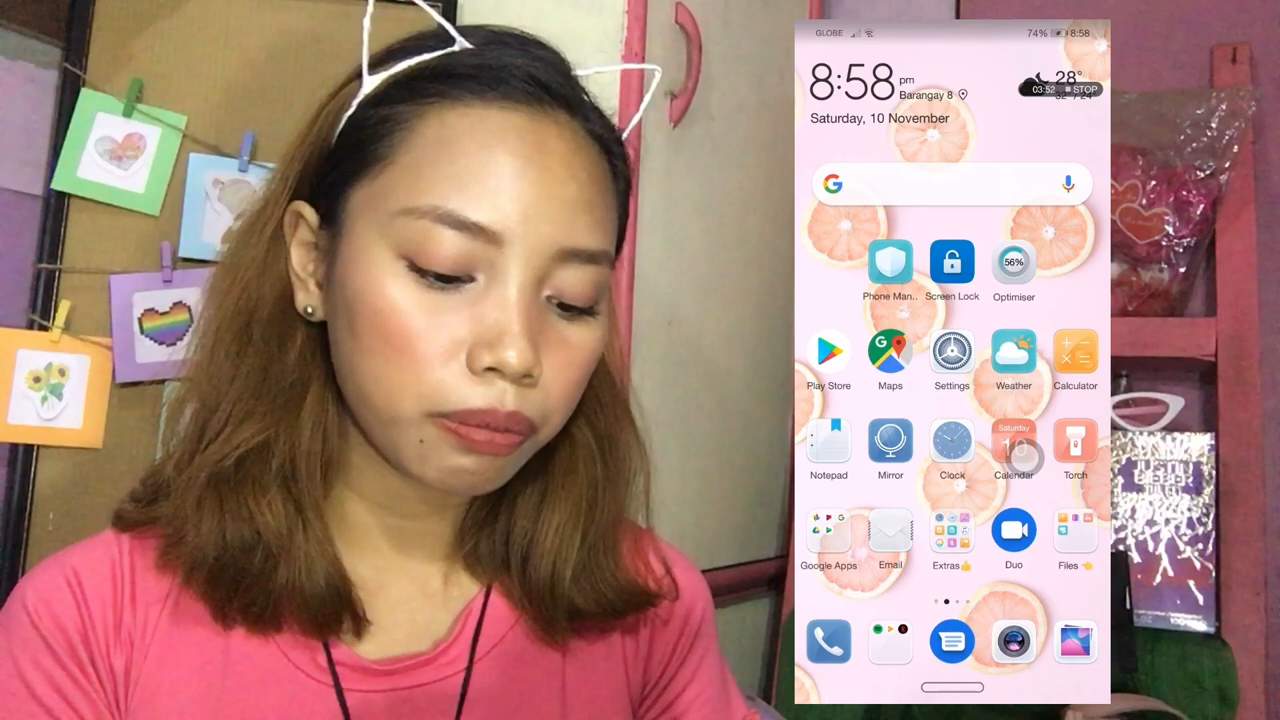 GLOBE
74% 8:58
8:58 pm
28°
Barangay 8
03:52 STOP
Saturday, 10 November
G
56%
Phone Man.. Screen Lock Optimiser
Play Store Maps Settings Weather Calculator
Saturday
10
Notepad Mirror Clock Calendar Torch
Google Apps Email Extras👍 Duo Files 👈